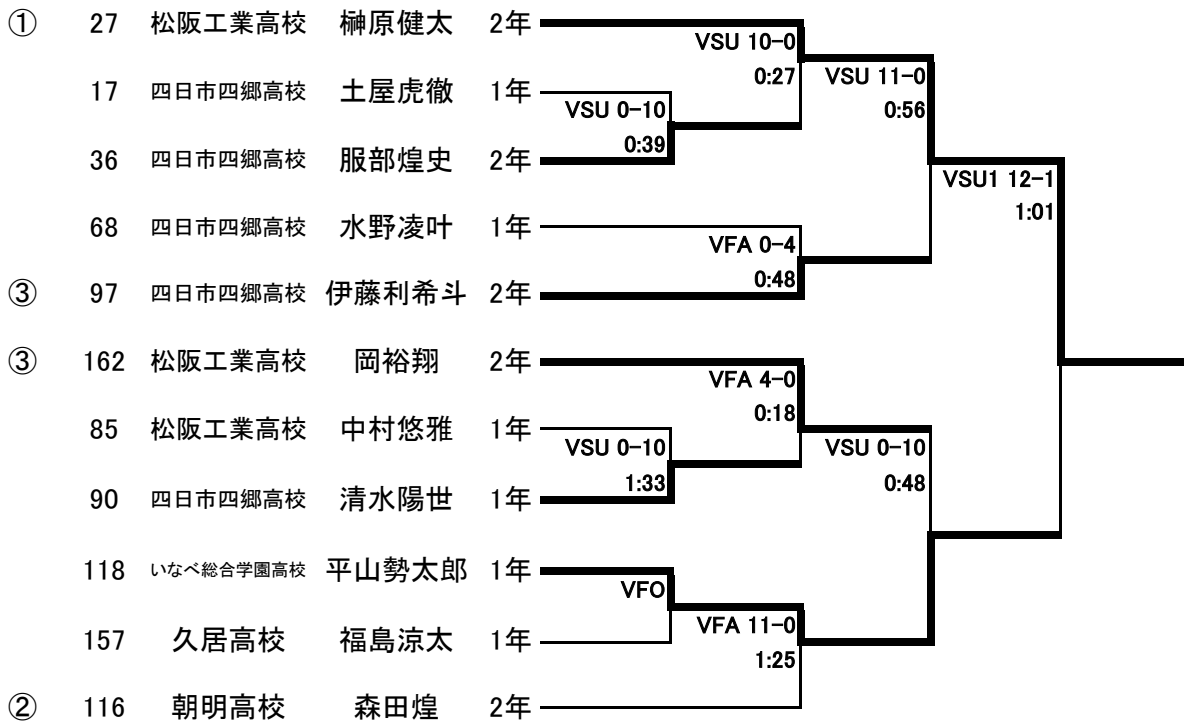 ① 27 松阪工業高校 榊原健太 2年
VSU 10-0
0:27
VSU 11-0
0:56
17 四日市四郷高校 土屋虎徹 1年
VSU 0-10
0:39
36 四日市四郷高校 服部煌史 2年
VSU1 12-1
1:01
68 四日市四郷高校 水野凌叶 1年
VFA 0-4
0:48
③ 97 四日市四郷高校 伊藤利希斗 2年
③ 162 松阪工業高校 岡裕翔 2年
VFA 4-0
0:18
85 松阪工業高校 中村悠雅 1年
VSU 0-10
1:33
VSU 0-10
0:48
90 四日市四郷高校 清水陽世 1年
118 いなべ総合学園高校 平山勢太郎 1年
VFO
157 久居高校 福島涼太 1年
VFA 11-0
1:25
② 116 朝明高校 森田煌 2年